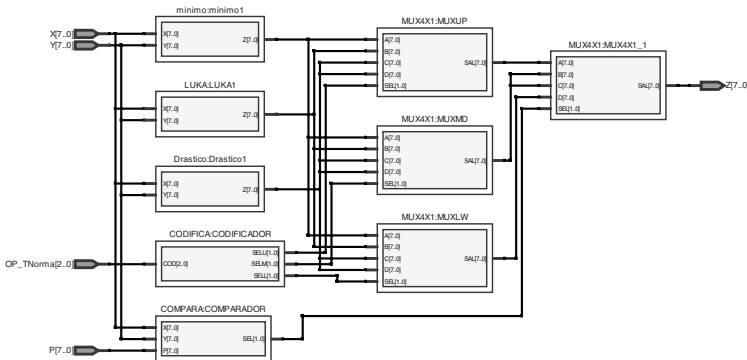 minimo:minimo1
X[7..0]
Y[7..0]
X[7..0]
Y[7..0]
Z[7..0]
LUKA:LUKA1
X[7..0]
Y[7..0]
Z[7..0]
Drastico:Drastico1
X[7..0]
Y[7..0]
Z[7..0]
CODIFICA:CODIFICADOR
OP_TNorma[2..0]
COD[2..0]
SELU[1..0]
SELM[1..0]
SELL[1..0]
COMPARA:COMPARADOR
X[7..0]
Y[7..0]
P[7..0]
P[7..0]
SEL[1..0]
MUX4X1:MUXUP
A[7..0]
B[7..0]
C[7..0]
D[7..0]
SEL[1..0]
SAL[7..0]
MUX4X1:MUXMD
A[7..0]
B[7..0]
C[7..0]
D[7..0]
SEL[1..0]
SAL[7..0]
MUX4X1:MUXLW
A[7..0]
B[7..0]
C[7..0]
D[7..0]
SEL[1..0]
SAL[7..0]
MUX4X1:MUX4X1_1
A[7..0]
B[7..0]
C[7..0]
D[7..0]
SEL[1..0]
SAL[7..0]
Z[7..0